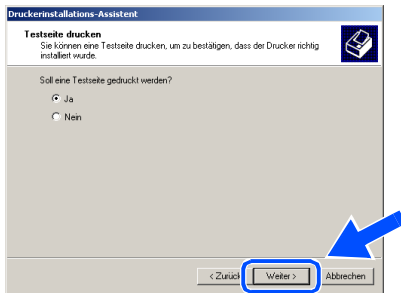 Druckerinstallations-Assistent
Testseite drucken
Sie können eine Testseite drucken, um zu bestätigen, dass der Drucker richtig
installiert wurde.
Soll eine Testseite gedruckt werden?
Ja
Nein
< Zurück Weiter > Abbrechen